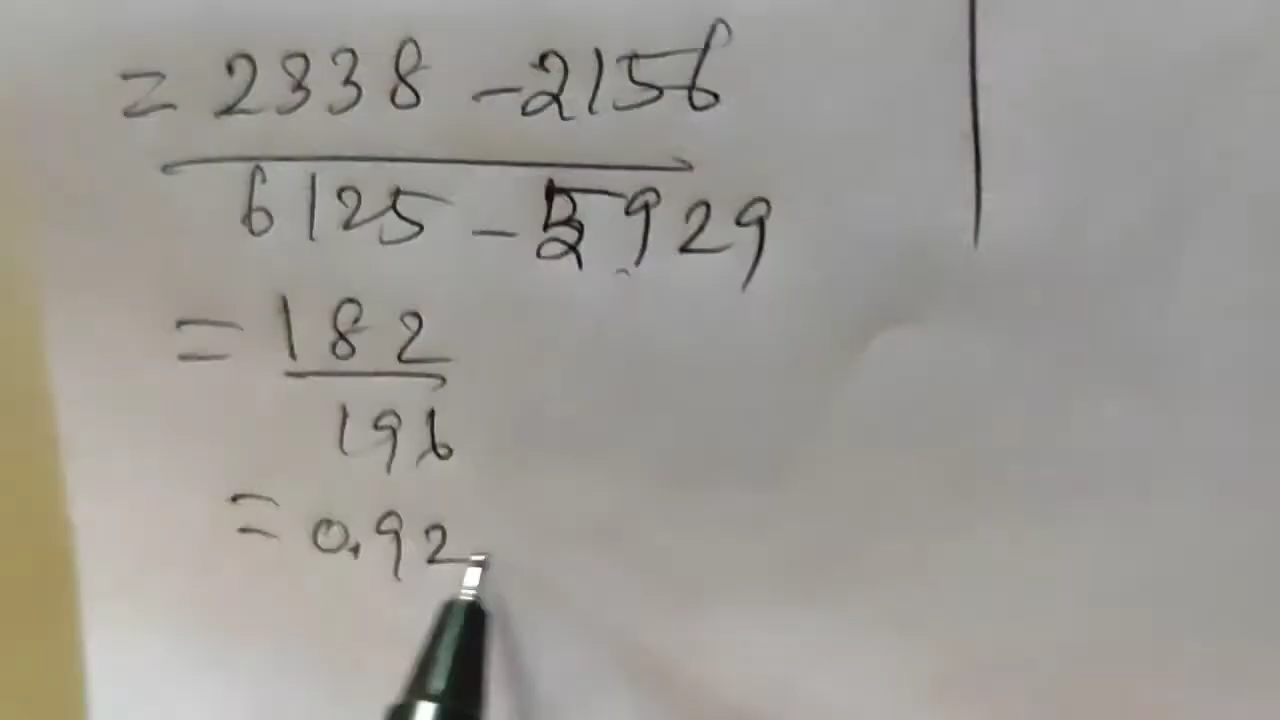 = 2338 - 2156
6125 - 5929
= 182
196
= 0.92